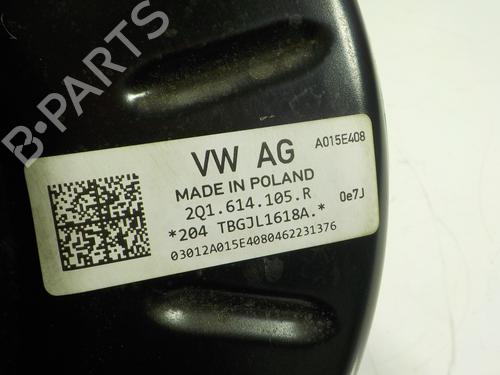 B-PARTS
A015E408
VW AG
MADE IN POLAND
2Q1.614.105.R
0e7J
*204 TBGJL1618A.*
03012A015E4080462231376